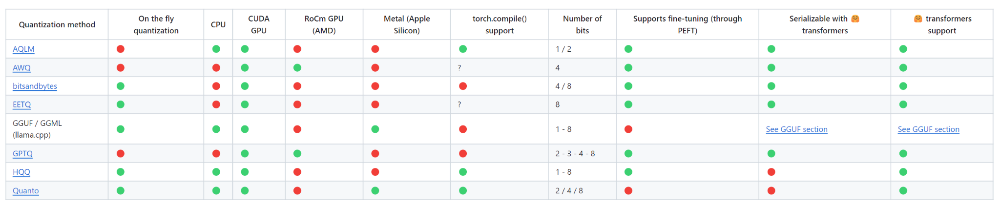 Quantization method
On the fly
quantization
CPU
CUDA
GPU
RoCm GPU
(AMD)
Metal (Apple
Silicon)
torch.compile()
support
Number of
bits
Supports fine-tuning (through
PEFT)
Serializable with 🤗
transformers
🤗 transformers
support
AQLM 🔴 🟢 🟢 🔴 🔴 🟢 1 / 2 🟢 🟢 🟢
AWQ 🔴 🔴 🟢 🟢 🔴 ? 4 🟢 🟢 🟢
bitsandbytes 🟢 🔴 🟢 🔴 🔴 🔴 4 / 8 🟢 🟢 🟢
EETQ 🟢 🔴 🟢 🔴 🔴 ? 8 🟢 🟢 🟢
GGUF / GGML
(llama.cpp)
🟢 🟢 🟢 🔴 🟢 🔴 1 - 8 🔴 See GGUF section See GGUF section
GPTQ 🔴 🔴 🟢 🟢 🔴 🔴 2 - 3 - 4 - 8 🟢 🟢 🟢
HQQ 🟢 🟢 🟢 🔴 🔴 🟢 1 - 8 🟢 🔴 🟢
Quanto 🟢 🟢 🟢 🔴 🟢 🟢 2 / 4 / 8 🔴 🔴 🟢